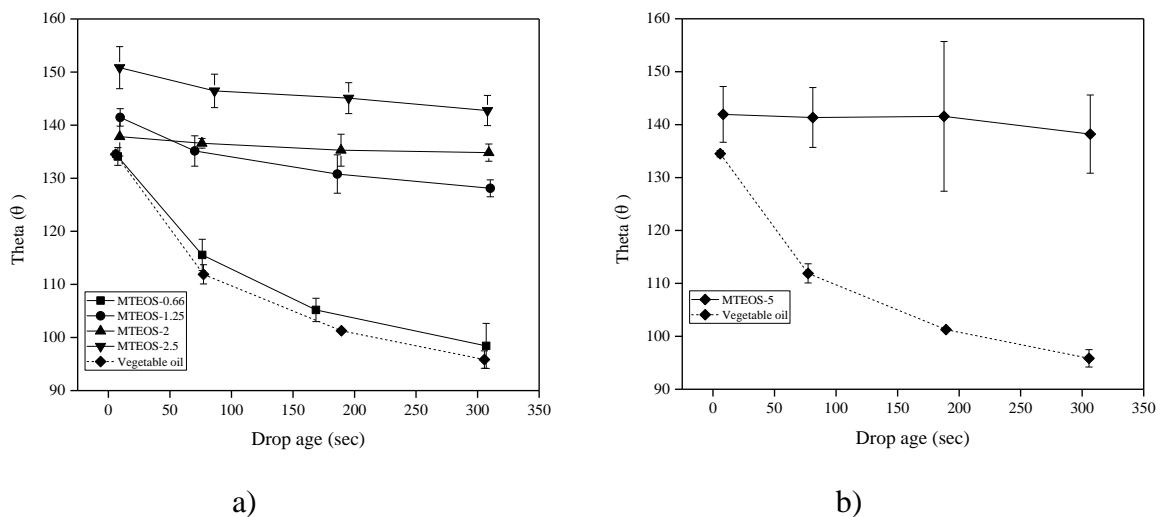 160
150
140
130
120
110
100
90
Theta (θ )
MTEOS-0.66
MTEOS-1.25
MTEOS-2
MTEOS-2.5
Vegetable oil
0 50 100 150 200 250 300 350
Drop age (sec)
a)
160
150
140
130
120
110
100
90
Theta (θ )
MTEOS-5
Vegetable oil
0 50 100 150 200 250 300 350
Drop age (sec)
b)